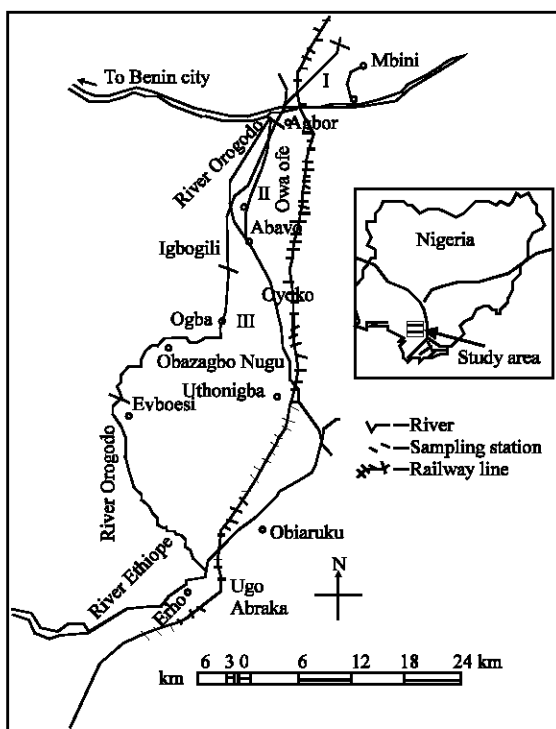 Mbini
I
To Benin city
Agbor
River Orogodo
Owa ofe
II
Abavo
Igbogili
Oyoko
Ogba
III
Obazagbo Nugu
Uthonigba
Evboesi
River Orogodo
Obiaruku
River Ethiope
Erho
Ugo
Abraka
N
Nigeria
Study area
River
Sampling station
Railway line
6 3 0 6 12 18 24 km
km